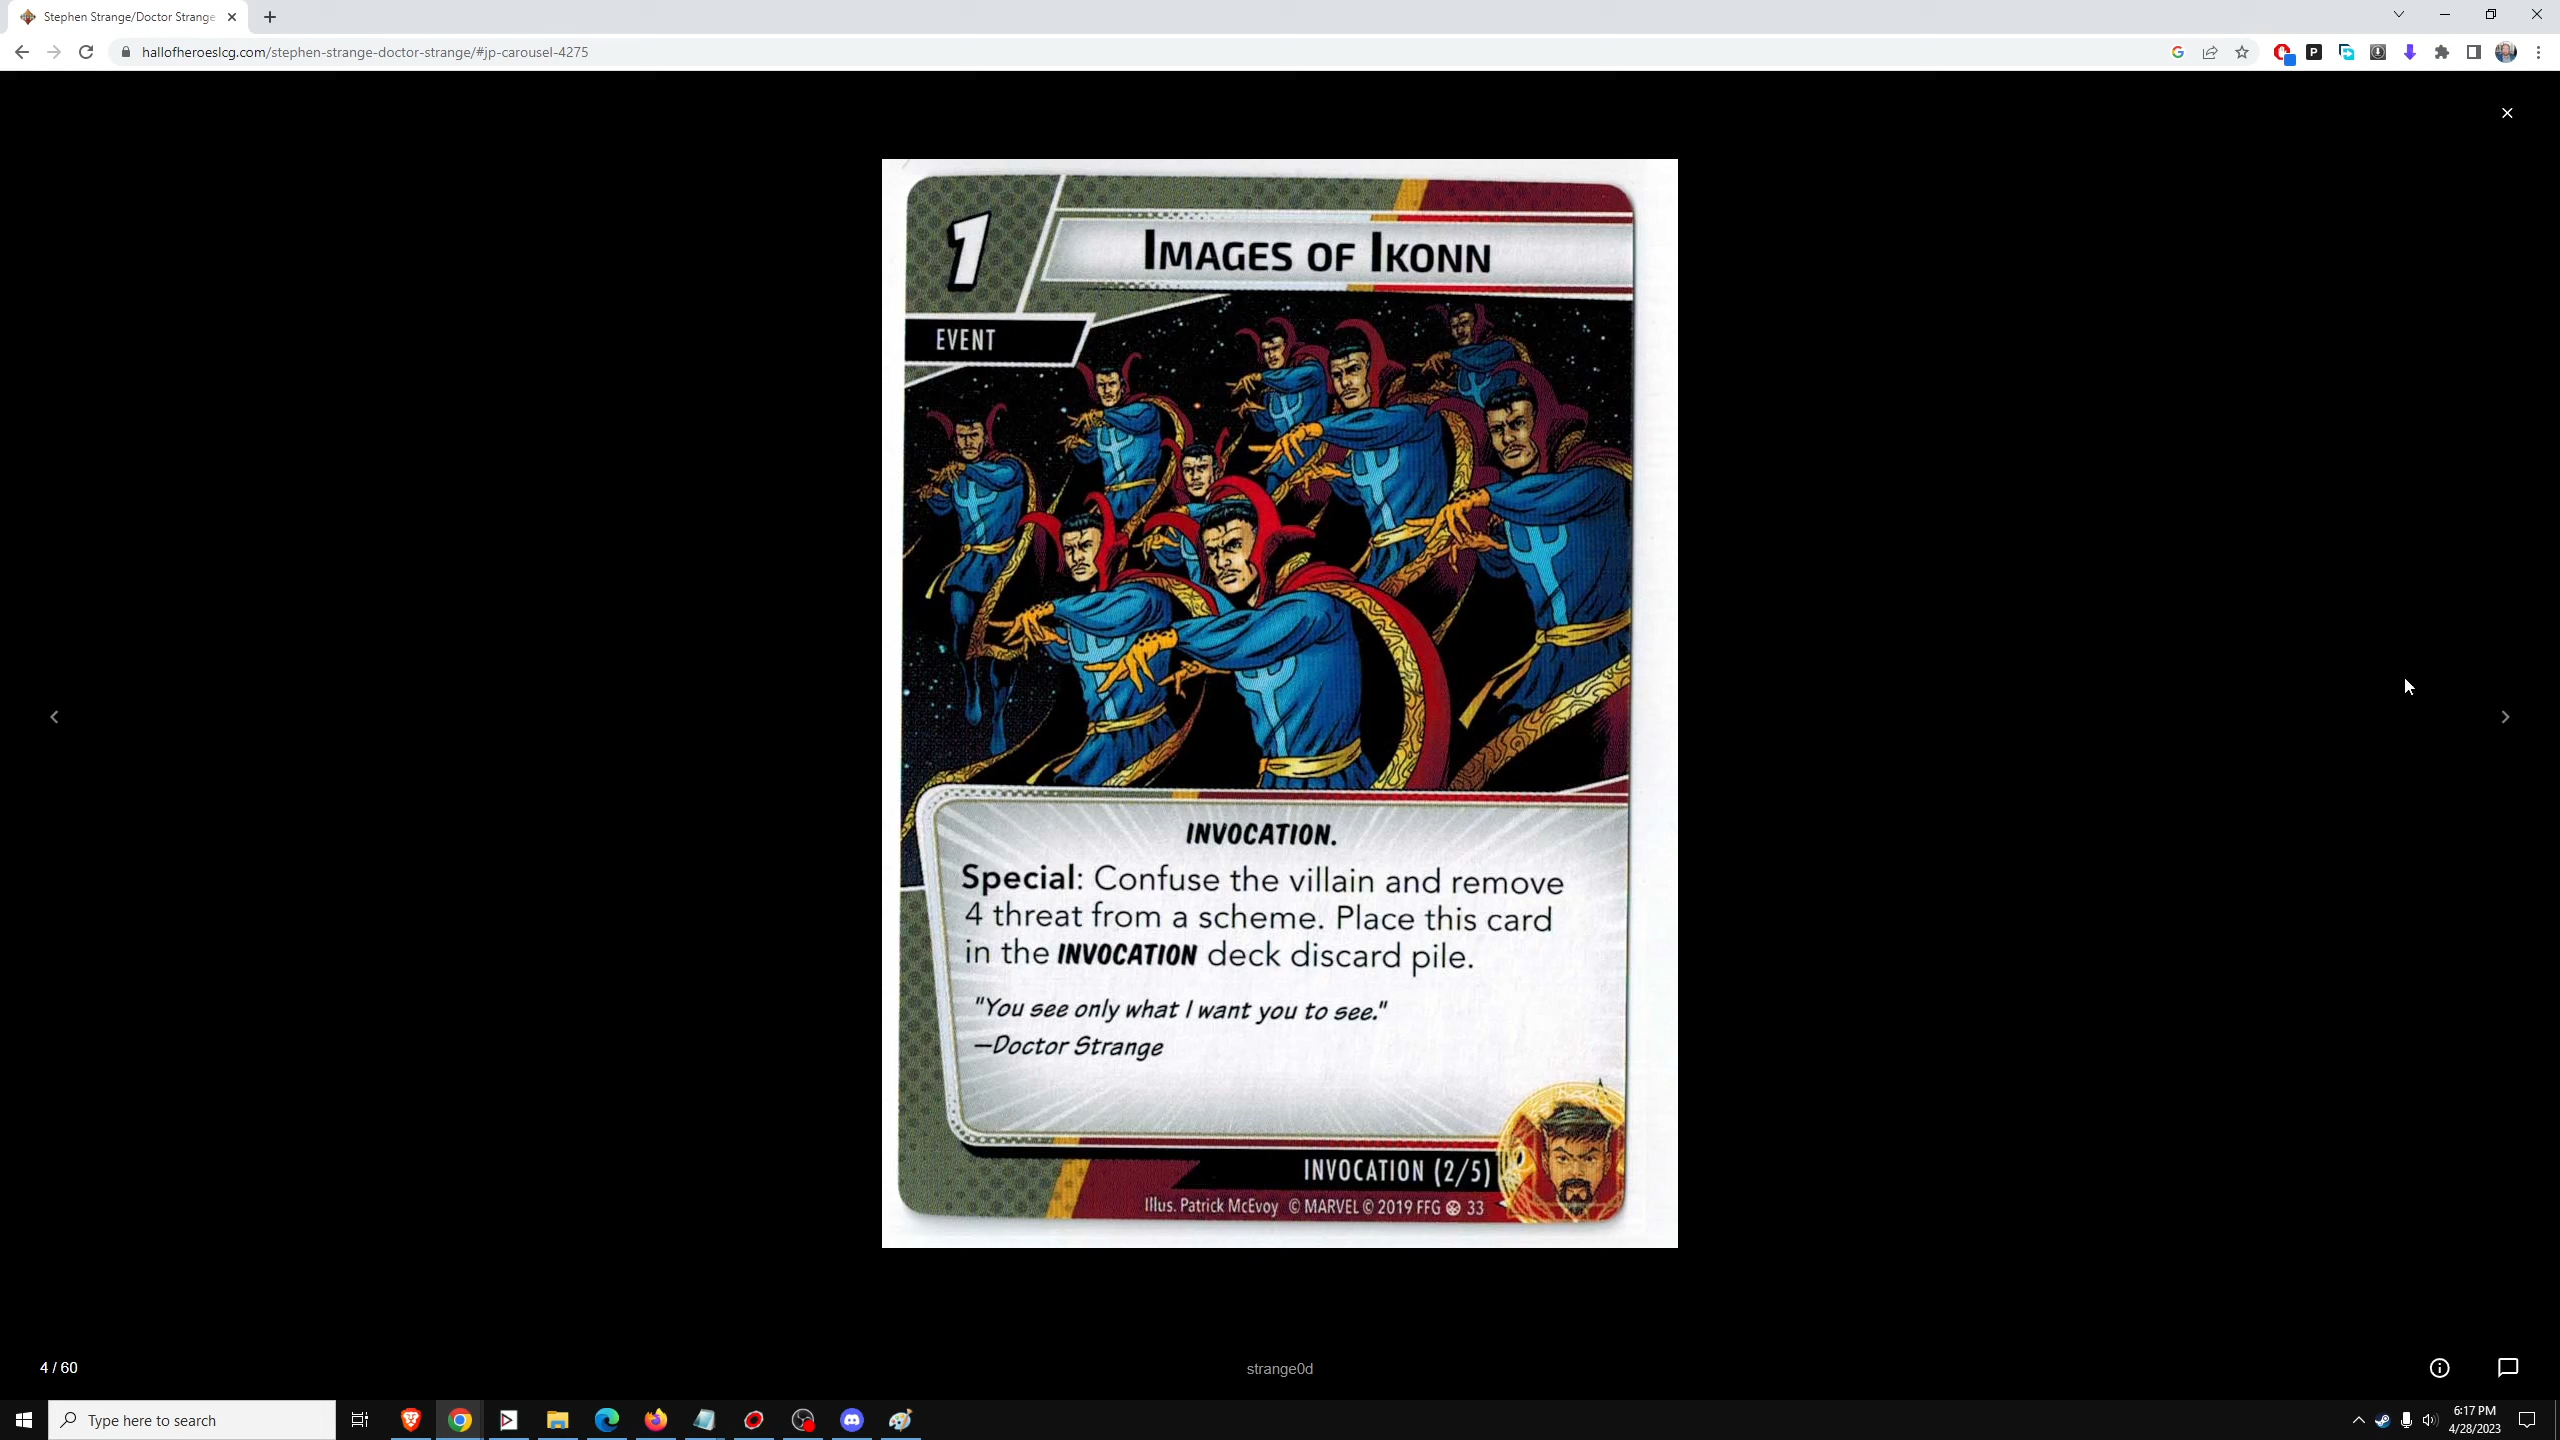 Stephen Strange/Doctor Strange
hallofheroeslcg.com/stephen-strange-doctor-strange/#jp-carousel-4275
1
IMAGES OF IKONN
EVENT
INVOCATION.
Special: Confuse the villain and remove
4 threat from a scheme. Place this card
in the INVOCATION deck discard pile.
"You see only what I want you to see."
—Doctor Strange
INVOCATION (2/5)
Illus. Patrick McEvoy © MARVEL © 2019 FFG 33
4 / 60
strange0d
Type here to search
6:17 PM
4/28/2023